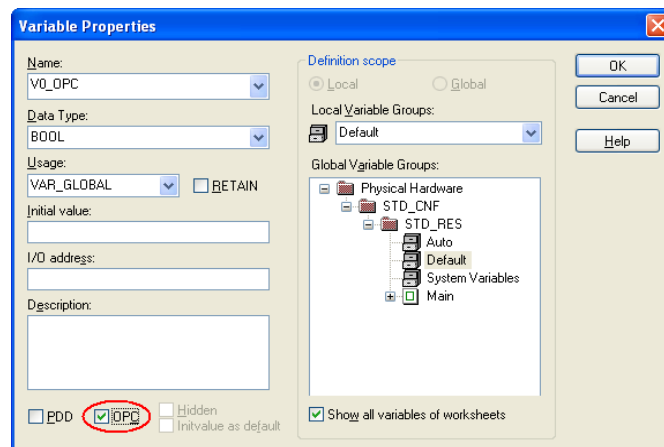 Variable Properties
Name:
V0_OPC
Data Type:
BOOL
Usage:
VAR_GLOBAL
RETAIN
Initial value:
I/O address:
Description:
PDD
OPC
Hidden
Initvalue as default
Definition scope
Local
Global
Local Variable Groups:
Default
Global Variable Groups:
Physical Hardware
STD_CNF
STD_RES
Auto
Default
System Variables
Main
Show all variables of worksheets
OK
Cancel
Help